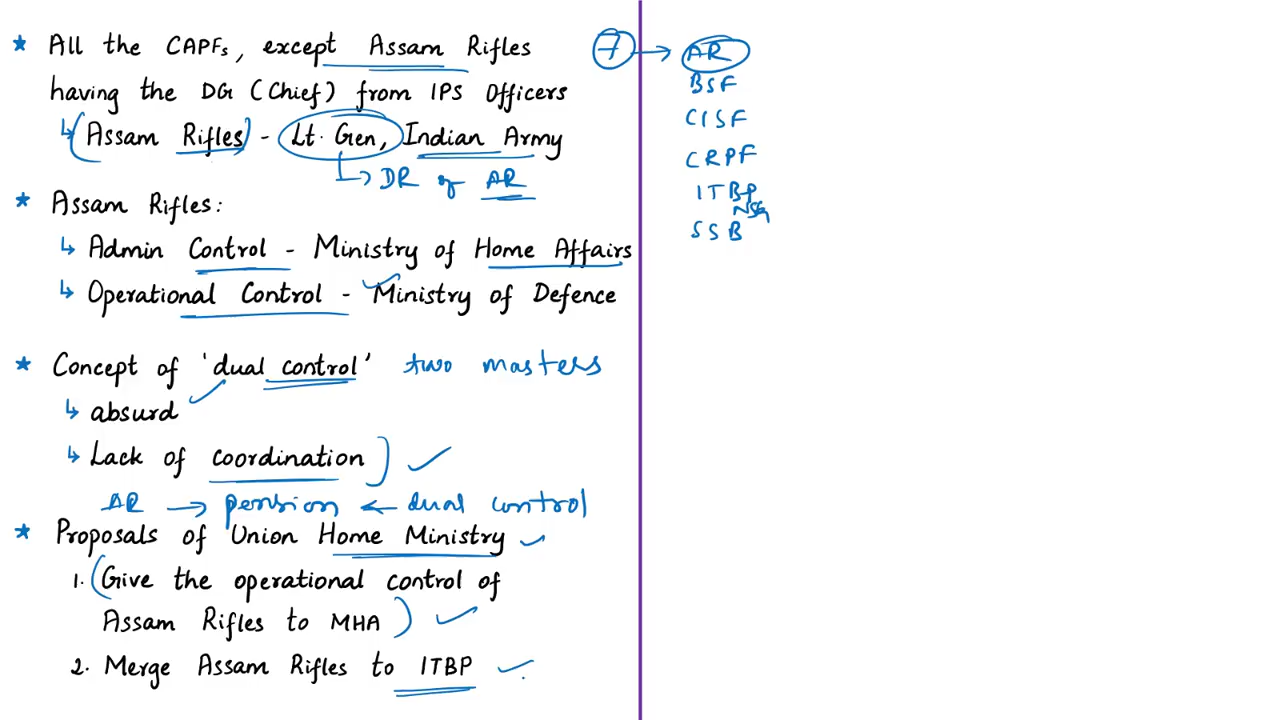 ★ All the CAPFs, except Assam Rifles
having the DG (Chief) from IPS Officers
↳ (Assam Rifles) - Lt. Gen, Indian Army
↳ DR of AR
★ Assam Rifles:
↳ Admin Control - Ministry of Home Affairs
↳ Operational Control - Ministry of Defence
★ Concept of 'dual control' two masters
↳ absurd
↳ Lack of coordination)
AR → pension ← dual control
★ Proposals of Union Home Ministry
1. (Give the operational control of
Assam Rifles to MHA)
2. Merge Assam Rifles to ITBP
7 → AR
BSF
CISF
CRPF
ITBP
NSG
SSB